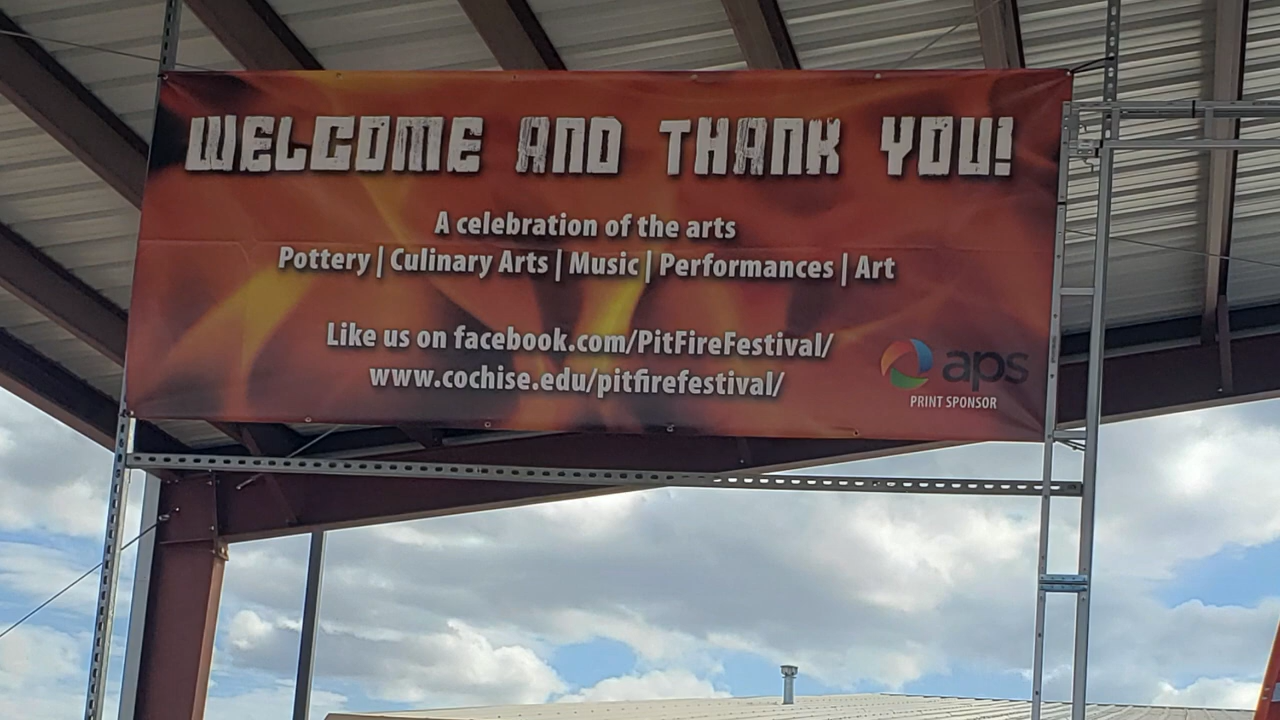 WELCOME AND THANK YOU!
A celebration of the arts
Pottery | Culinary Arts | Music | Performances | Art
Like us on facebook.com/PitFireFestival/
www.cochise.edu/pitfirefestival/
aps
PRINT SPONSOR